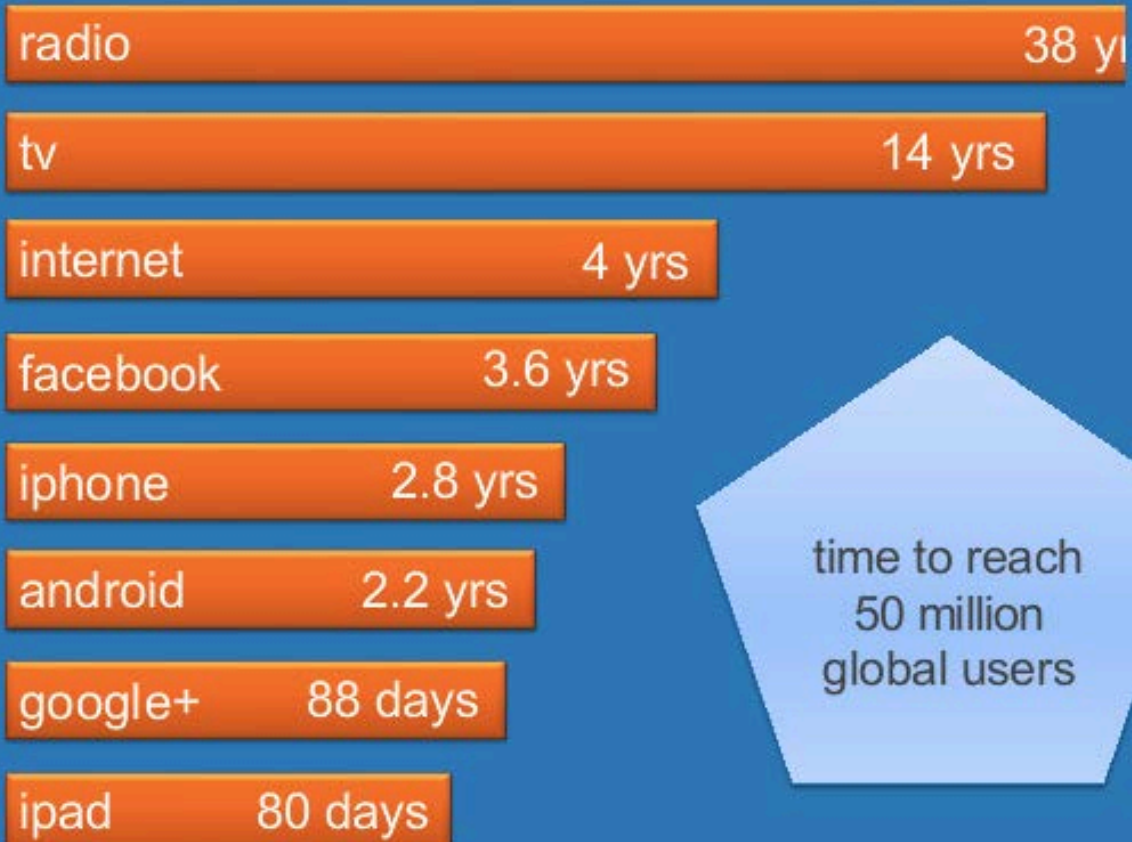 radio 38 yr
tv 14 yrs
internet 4 yrs
facebook 3.6 yrs
iphone 2.8 yrs
android 2.2 yrs
google+ 88 days
ipad 80 days
time to reach
50 million
global users